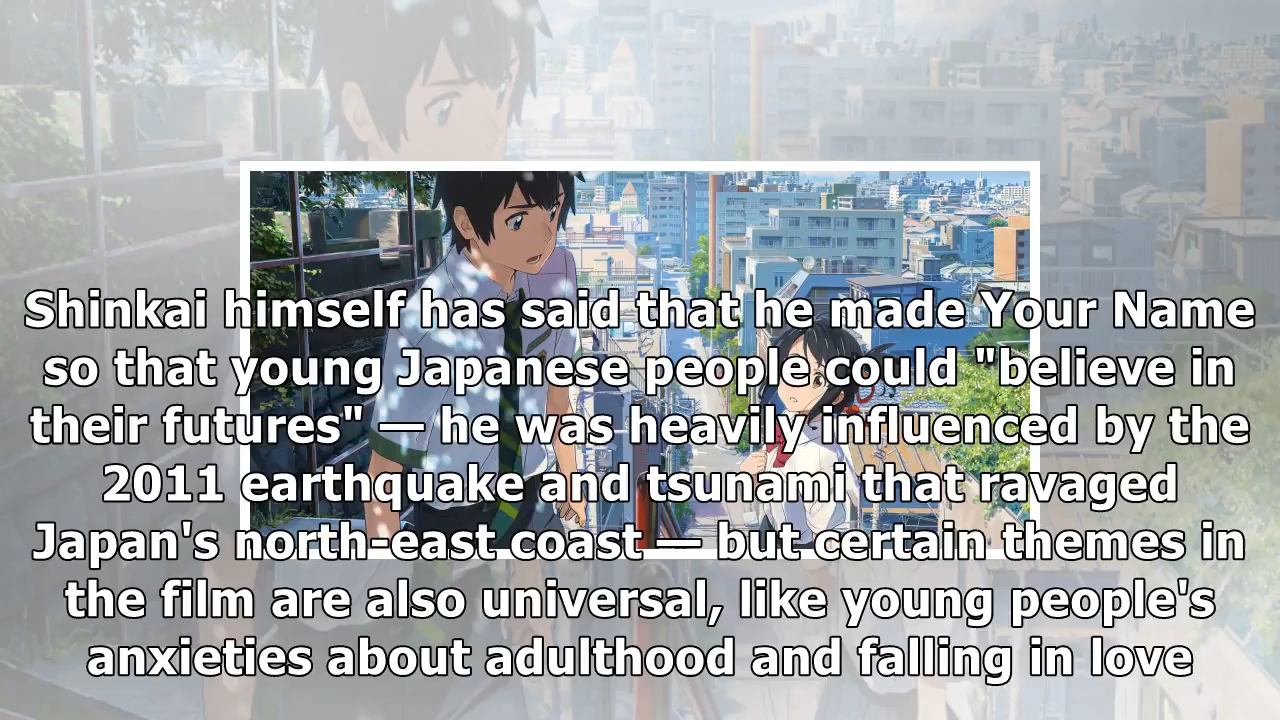 Shinkai himself has said that he made Your Name
so that young Japanese people could "believe in
their futures" — he was heavily influenced by the
2011 earthquake and tsunami that ravaged
Japan's north-east coast — but certain themes in
the film are also universal, like young people's
anxieties about adulthood and falling in love